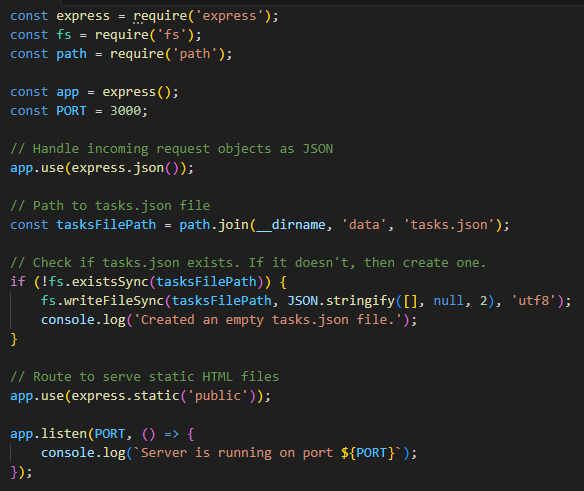 const express = require('express');
const fs = require('fs');
const path = require('path');

const app = express();
const PORT = 3000;

// Handle incoming request objects as JSON
app.use(express.json());

// Path to tasks.json file
const tasksFilePath = path.join(__dirname, 'data', 'tasks.json');

// Check if tasks.json exists. If it doesn't, then create one.
if (!fs.existsSync(tasksFilePath)) {
    fs.writeFileSync(tasksFilePath, JSON.stringify([], null, 2), 'utf8');
    console.log('Created an empty tasks.json file.');
}

// Route to serve static HTML files
app.use(express.static('public'));

app.listen(PORT, () => {
    console.log(`Server is running on port ${PORT}`);
});